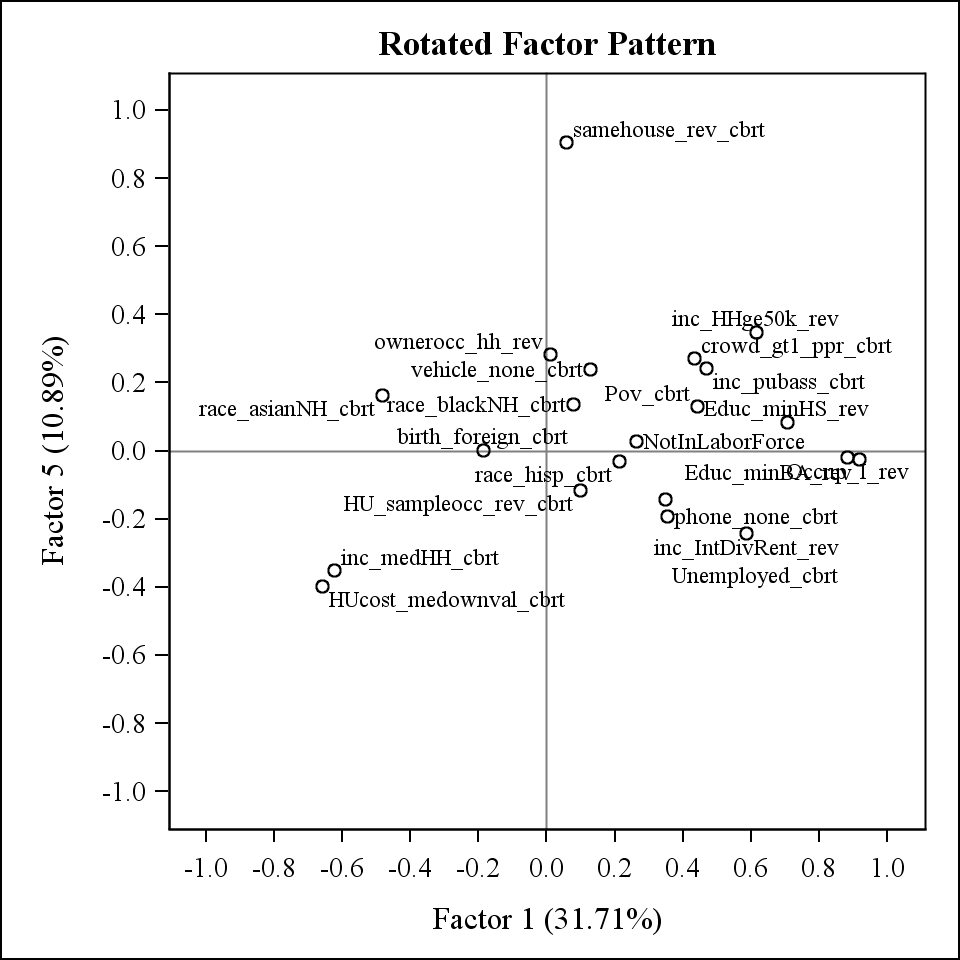 Rotated Factor Pattern
1.0
samehouse_rev_cbrt
0.8
0.6
0.4
inc_HHge50k_rev
ownerocc_hh_rev
crowd_gt1_ppr_cbrt
vehicle_none_cbrt
0.2
inc_pubass_cbrt
Pov_cbrt
race_asianNH_cbrt
race_blackNH_cbrt
Educ_minHS_rev
birth_foreign_cbrt
NotInLaborForce
0.0
race_hisp_cbrt
Educ_minBA_rev
Occup_1_rev
HU_sampleocc_rev_cbrt
-0.2
phone_none_cbrt
inc_IntDivRent_rev
inc_medHH_cbrt
Unemployed_cbrt
-0.4
HUcost_medownval_cbrt
-0.6
-0.8
-1.0
Factor 5 (10.89%)
-1.0 -0.8 -0.6 -0.4 -0.2 0.0 0.2 0.4 0.6 0.8 1.0
Factor 1 (31.71%)